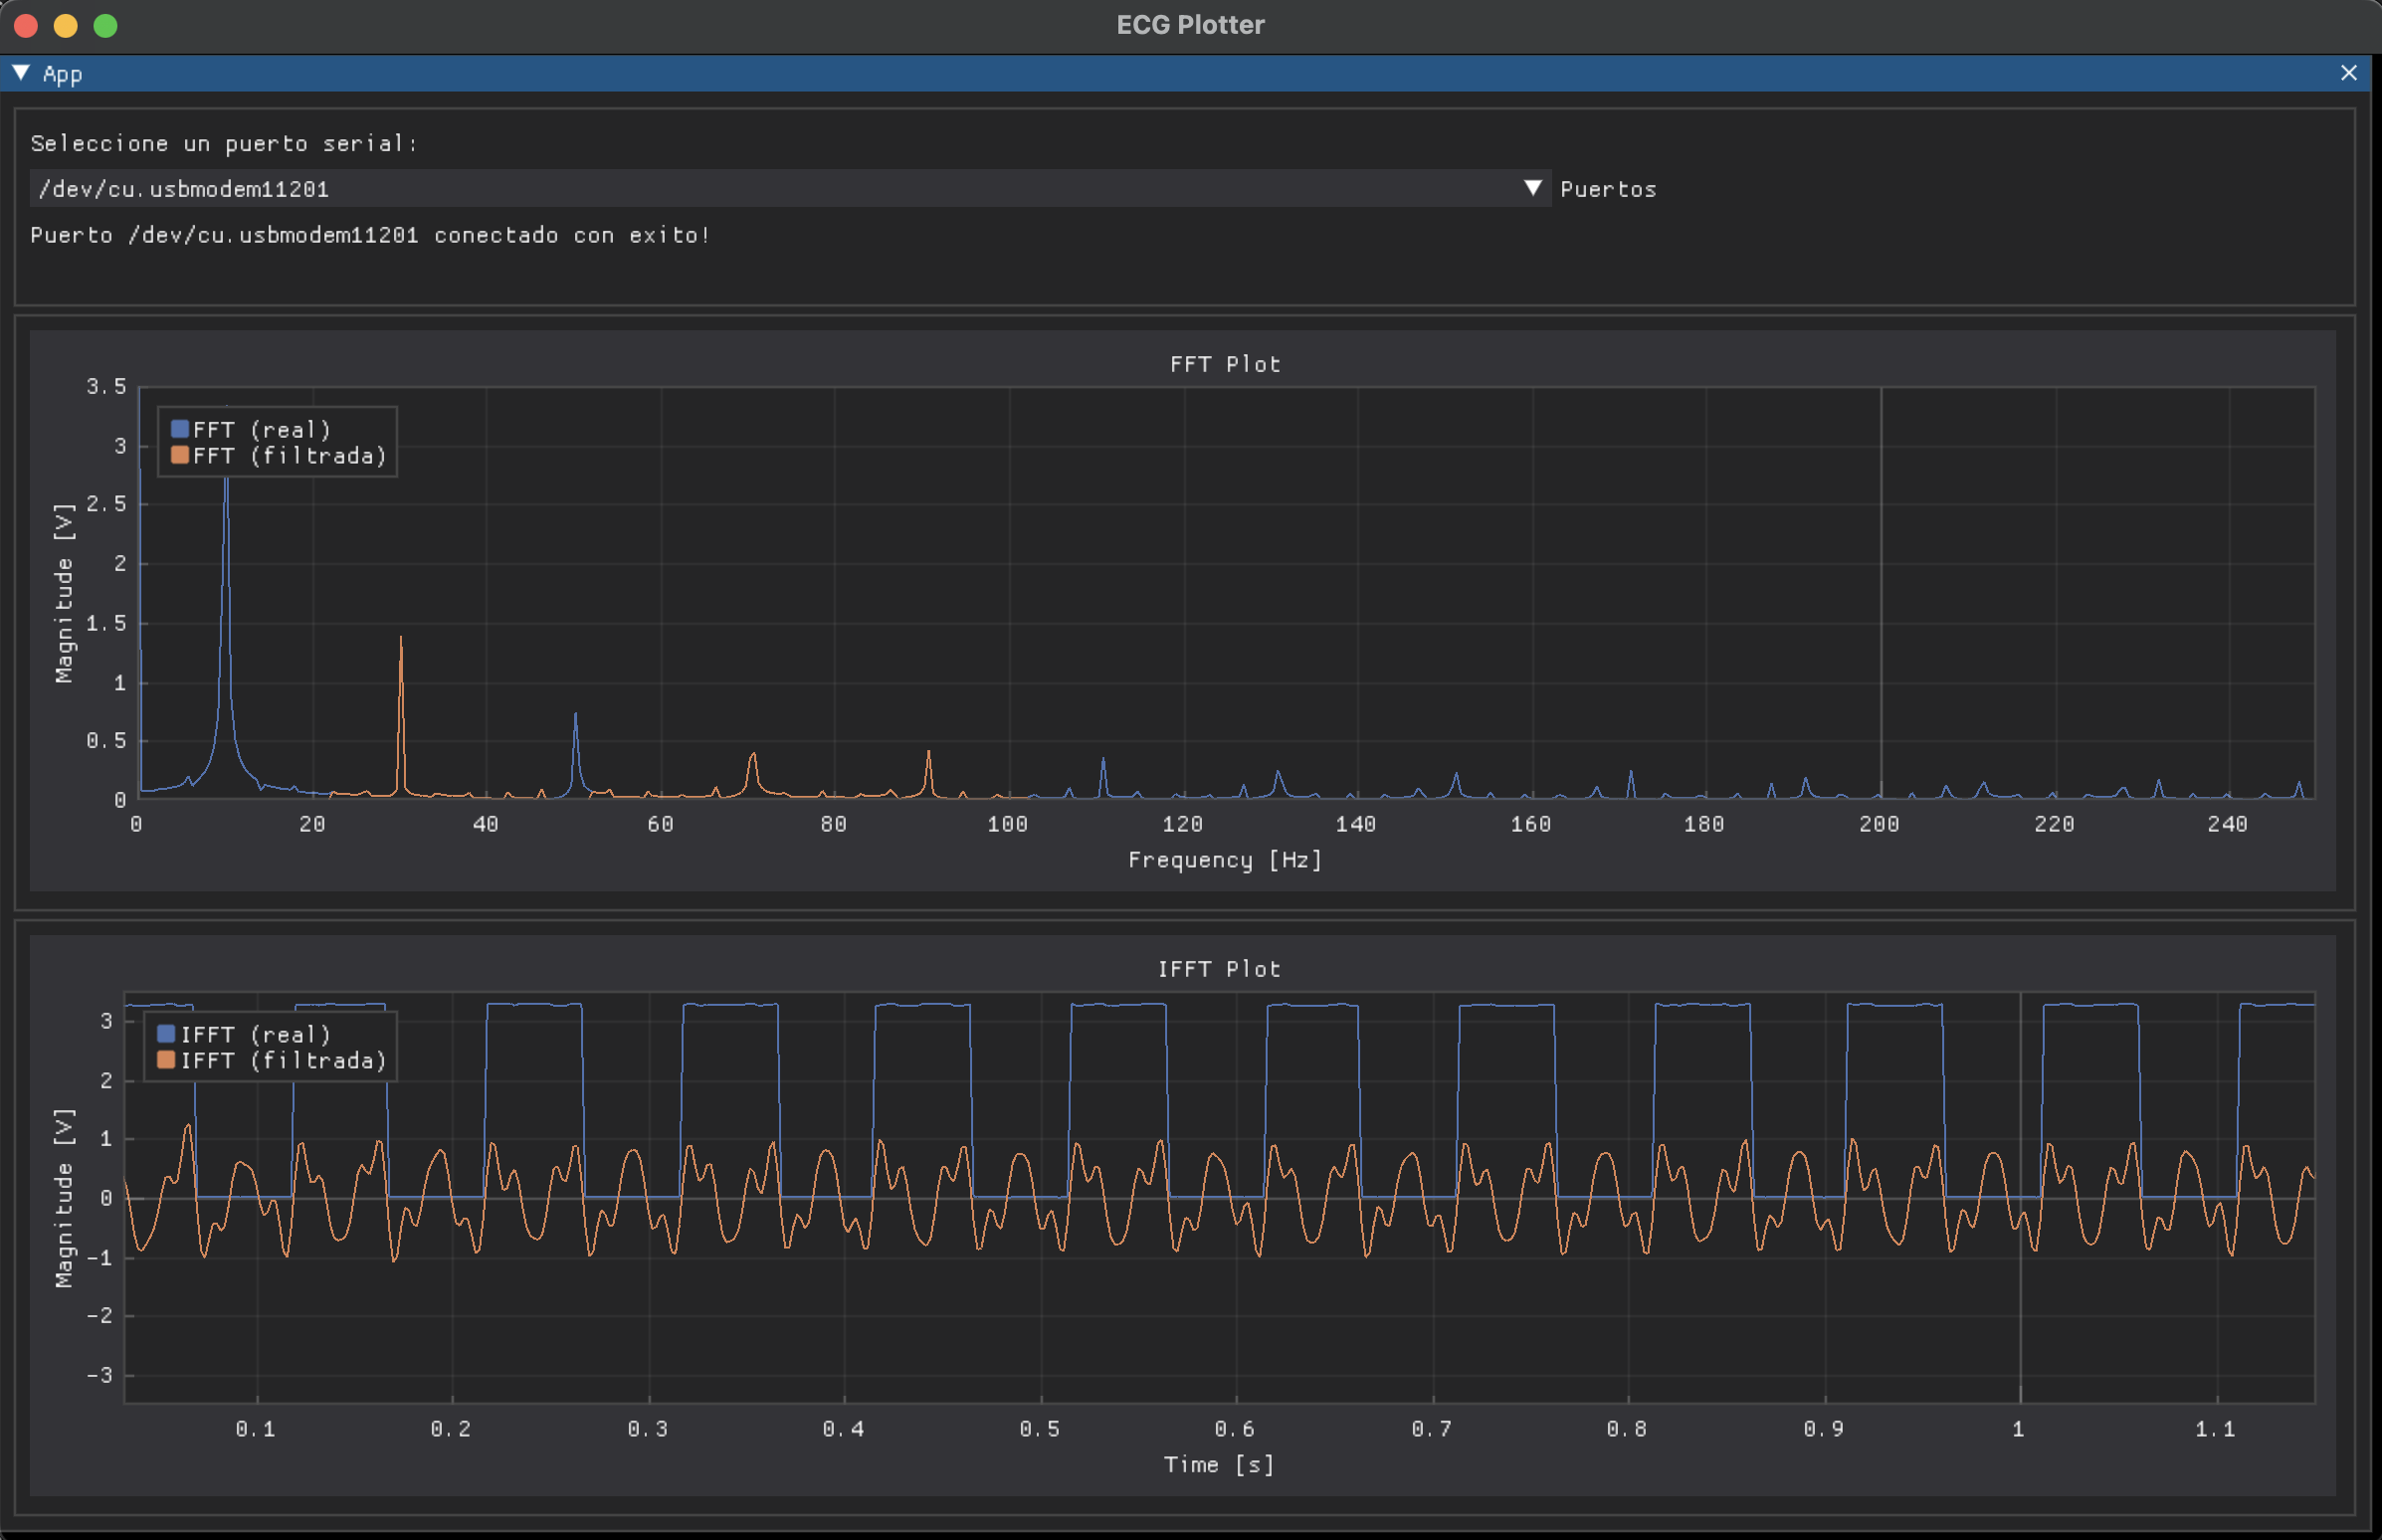 ECG Plotter
App
Seleccione un puerto serial:
/dev/cu.usbmodem11201 Puertos
Puerto /dev/cu.usbmodem11201 conectado con exito!
FFT Plot
FFT (real)
FFT (filtrada)
Magnitude [V]
3.5
3
2.5
2
1.5
1
0.5
0
0 20 40 60 80 100 120 140 160 180 200 220 240
Frequency [Hz]
IFFT Plot
IFFT (real)
IFFT (filtrada)
Magnitude [V]
3
2
1
0
-1
-2
-3
0.1 0.2 0.3 0.4 0.5 0.6 0.7 0.8 0.9 1 1.1
Time [s]